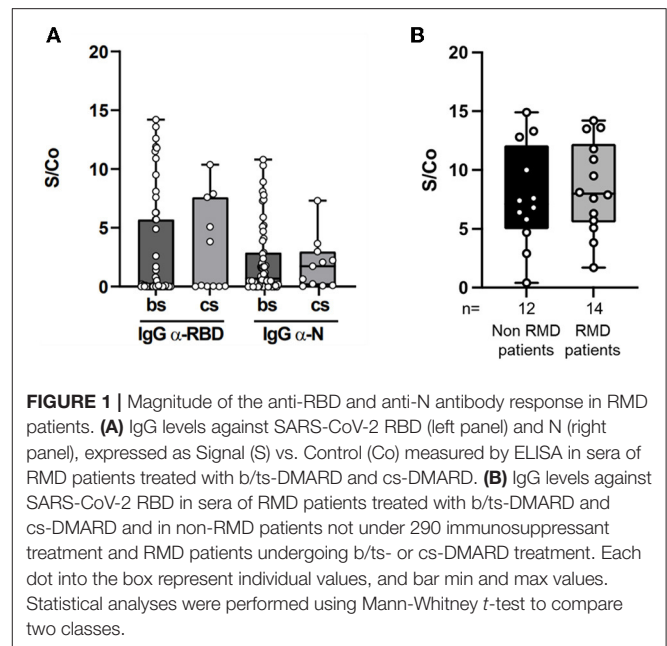 A
B
20
15
10
5
0
S/Co
bs
cs
bs
cs
IgG α-RBD
IgG α-N
20
15
10
5
0
S/Co
n=
12
14
Non RMD
patients
RMD
patients
FIGURE 1 | Magnitude of the anti-RBD and anti-N antibody response in RMD
patients. (A) IgG levels against SARS-CoV-2 RBD (left panel) and N (right
panel), expressed as Signal (S) vs. Control (Co) measured by ELISA in sera of
RMD patients treated with b/ts-DMARD and cs-DMARD. (B) IgG levels against
SARS-CoV-2 RBD in sera of RMD patients treated with b/ts-DMARD and
cs-DMARD and in non-RMD patients not under 290 immunosuppressant
treatment and RMD patients undergoing b/ts- or cs-DMARD treatment. Each
dot into the box represent individual values, and bar min and max values.
Statistical analyses were performed using Mann-Whitney t-test to compare
two classes.